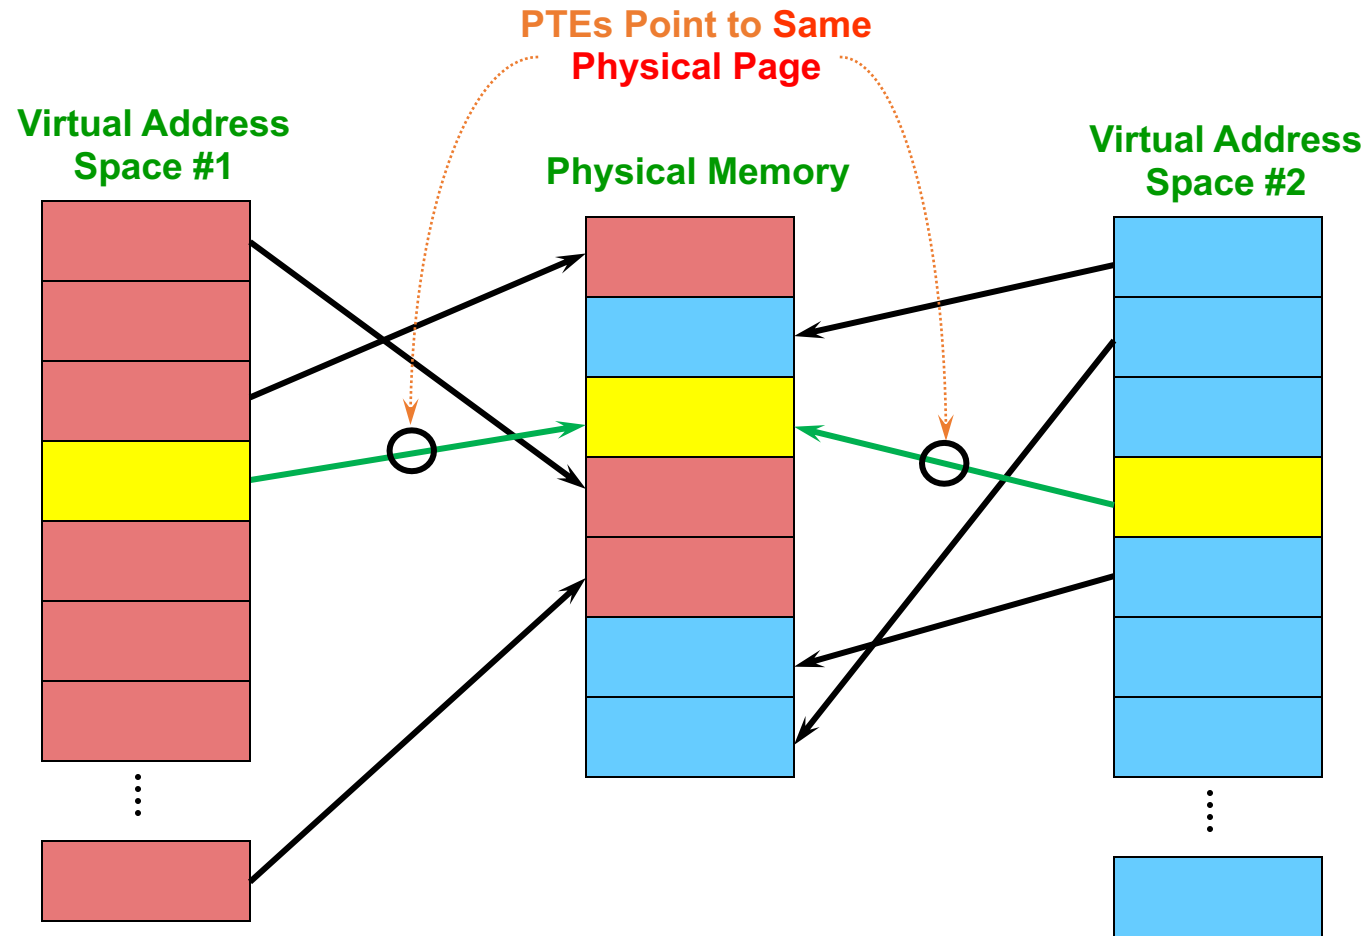 PTEs Point to Same
Physical Page
Virtual Address
Space #1
Physical Memory
Virtual Address
Space #2